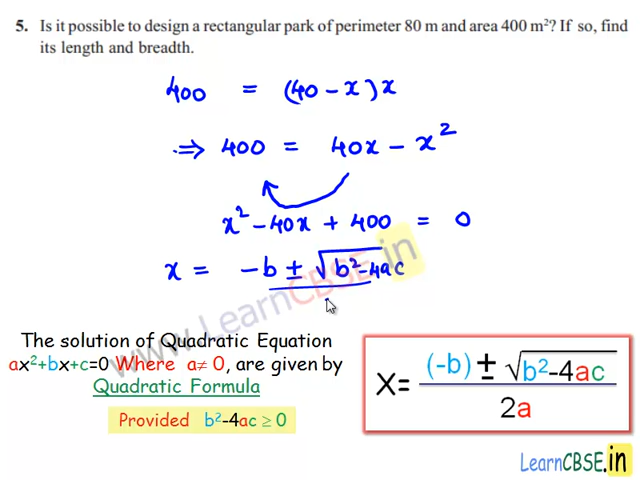 5. Is it possible to design a rectangular park of perimeter 80 m and area 400 m²? If so, find
its length and breadth.
400 = (40 - x) x
⇒ 400 = 40x - x²
x² - 40x + 400 = 0
x = -b ± √b² - 4ac
www.LearnCBSE.in
The solution of Quadratic Equation
ax²+bx+c=0 Where a≠ 0, are given by
Quadratic Formula
Provided b²-4ac ≥ 0
X= (-b) ± √b²-4ac
2a
LearnCBSE.in